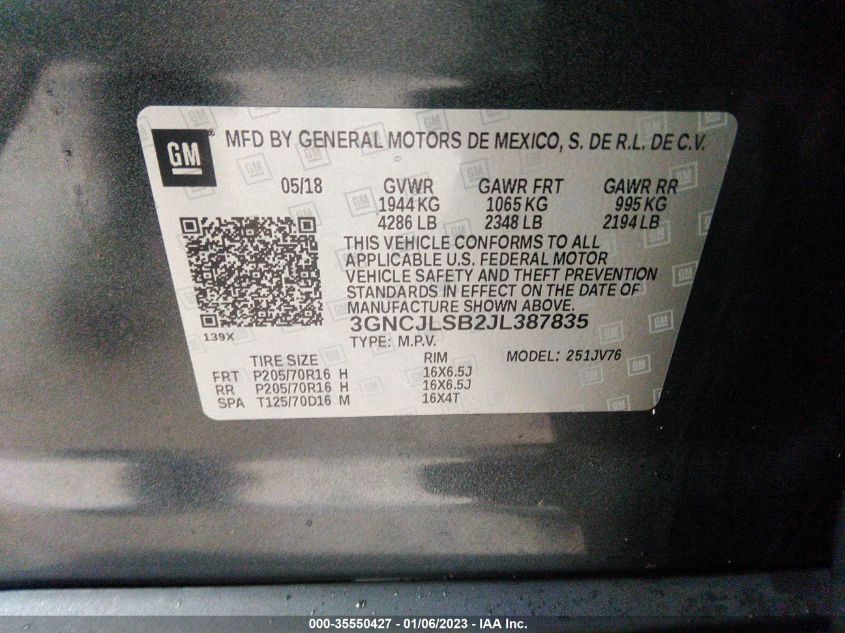 GM ® MFD BY GENERAL MOTORS DE MEXICO, S. DE R.L. DE C.V.
05/18 GVWR GAWR FRT GAWR RR
1944 KG 1065 KG 995 KG
4286 LB 2348 LB 2194 LB
THIS VEHICLE CONFORMS TO ALL
APPLICABLE U.S. FEDERAL MOTOR
VEHICLE SAFETY AND THEFT PREVENTION
STANDARDS IN EFFECT ON THE DATE OF
MANUFACTURE SHOWN ABOVE.
139X 3GNCJLSB2JL387835
TYPE: M.P.V. MODEL: 251JV76
TIRE SIZE RIM
FRT P205/70R16 H 16X6.5J
RR P205/70R16 H 16X6.5J
SPA T125/70D16 M 16X4T
000-35550427 - 01/06/2023 - IAA Inc.